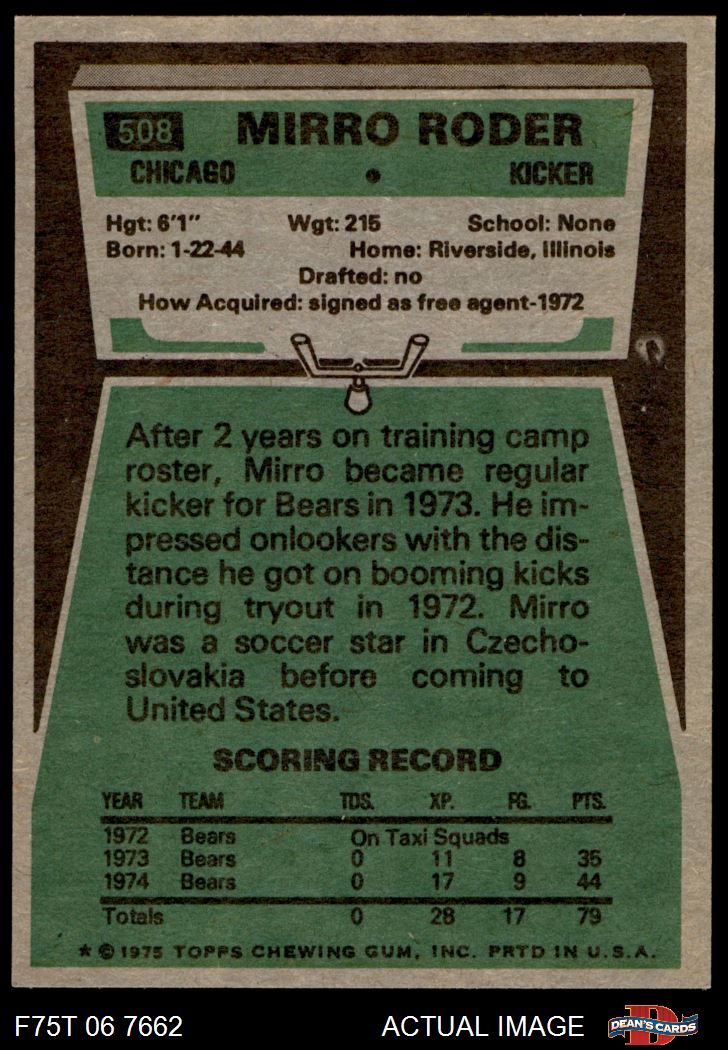 508 MIRRO RODER
CHICAGO • KICKER
Hgt: 6'1" Wgt: 215 School: None
Born: 1-22-44 Home: Riverside, Illinois
Drafted: no
How Acquired: signed as free agent-1972
After 2 years on training camp
roster, Mirro became regular
kicker for Bears in 1973. He im-
pressed onlookers with the dis-
tance he got on booming kicks
during tryout in 1972. Mirro
was a soccer star in Czecho-
slovakia before coming to
United States.
SCORING RECORD
YEAR TEAM TDS. XP. FG. PTS.
1972 Bears On Taxi Squads
1973 Bears 0 11 8 35
1974 Bears 0 17 9 44
Totals 0 28 17 79
* © 1975 TOPPS CHEWING GUM, INC. PRTD IN U.S.A.
F75T 06 7662 ACTUAL IMAGE D DEAN'S CARDS